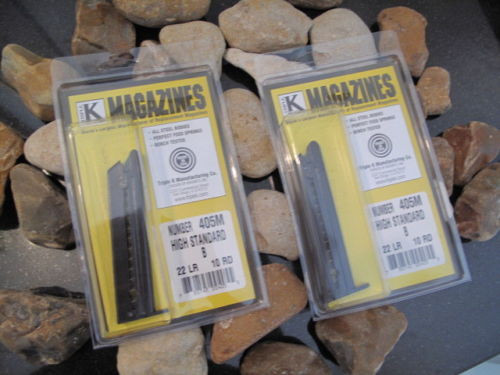 K MAGAZINES
ALL STEEL BODIES
PERFECT FEED SPRINGS
BENCH TESTED
Triple K Manufacturing Co.
NUMBER 405M
HIGH STANDARD
B
22 LR 10 RD
K MAGAZINES
ALL STEEL BODIES
PERFECT FEED SPRINGS
BENCH TESTED
Triple K Manufacturing Co.
NUMBER 405M
HIGH STANDARD
B
22 LR 10 RD